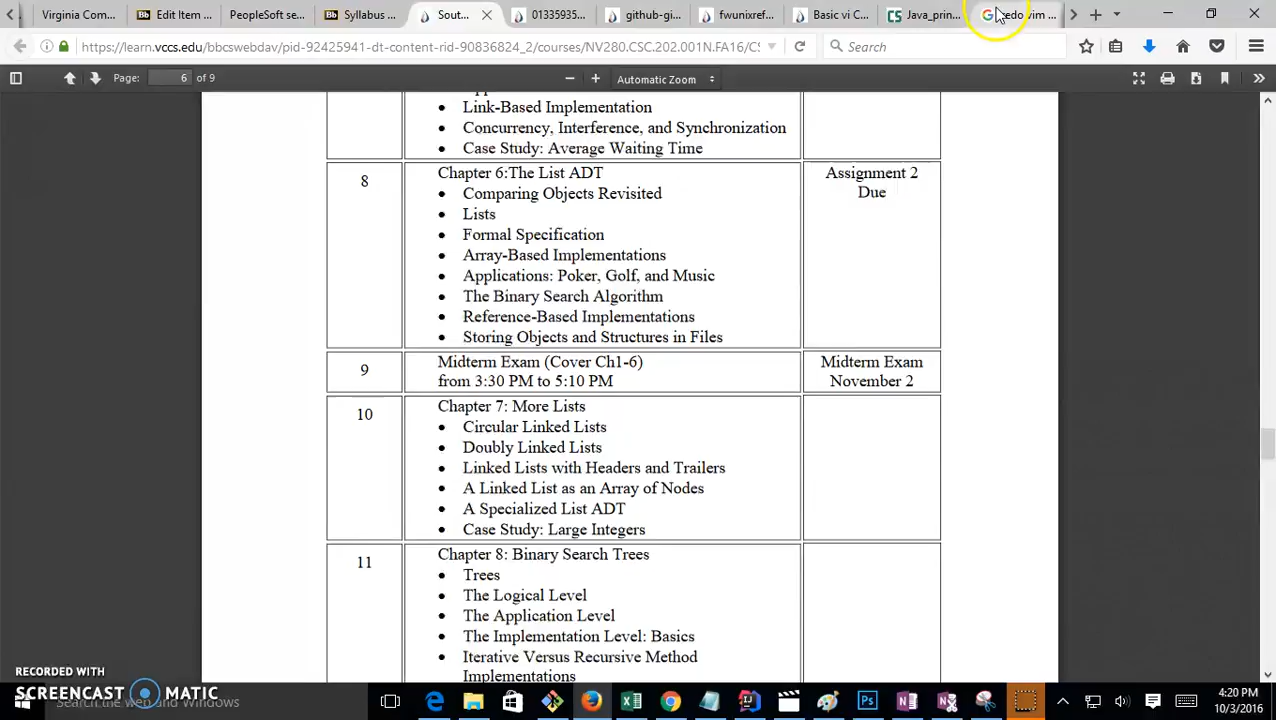 Virginia Com...
Edit Item ...
PeopleSoft se...
Syllabus ...
Sout...
01335935...
github-gi...
fwunixref...
Basic vi C...
Java_prin...
edo vim ...
https://learn.vccs.edu/bbcswebdav/pid-92425941-dt-content-rid-90836824_2/courses/NV280.CSC.202.001N.FA16/CS
Search
Page: 6 of 9
Automatic Zoom
• Link-Based Implementation
• Concurrency, Interference, and Synchronization
• Case Study: Average Waiting Time
8
Chapter 6:The List ADT
• Comparing Objects Revisited
• Lists
• Formal Specification
• Array-Based Implementations
• Applications: Poker, Golf, and Music
• The Binary Search Algorithm
• Reference-Based Implementations
• Storing Objects and Structures in Files
Assignment 2
Due
9
Midterm Exam (Cover Ch1-6)
from 3:30 PM to 5:10 PM
Midterm Exam
November 2
10
Chapter 7: More Lists
• Circular Linked Lists
• Doubly Linked Lists
• Linked Lists with Headers and Trailers
• A Linked List as an Array of Nodes
• A Specialized List ADT
• Case Study: Large Integers
11
Chapter 8: Binary Search Trees
• Trees
• The Logical Level
• The Application Level
• The Implementation Level: Basics
• Iterative Versus Recursive Method
Implementations
RECORDED WITH
SCREENCAST MATIC
Search the web and Windows
4:20 PM
10/3/2016